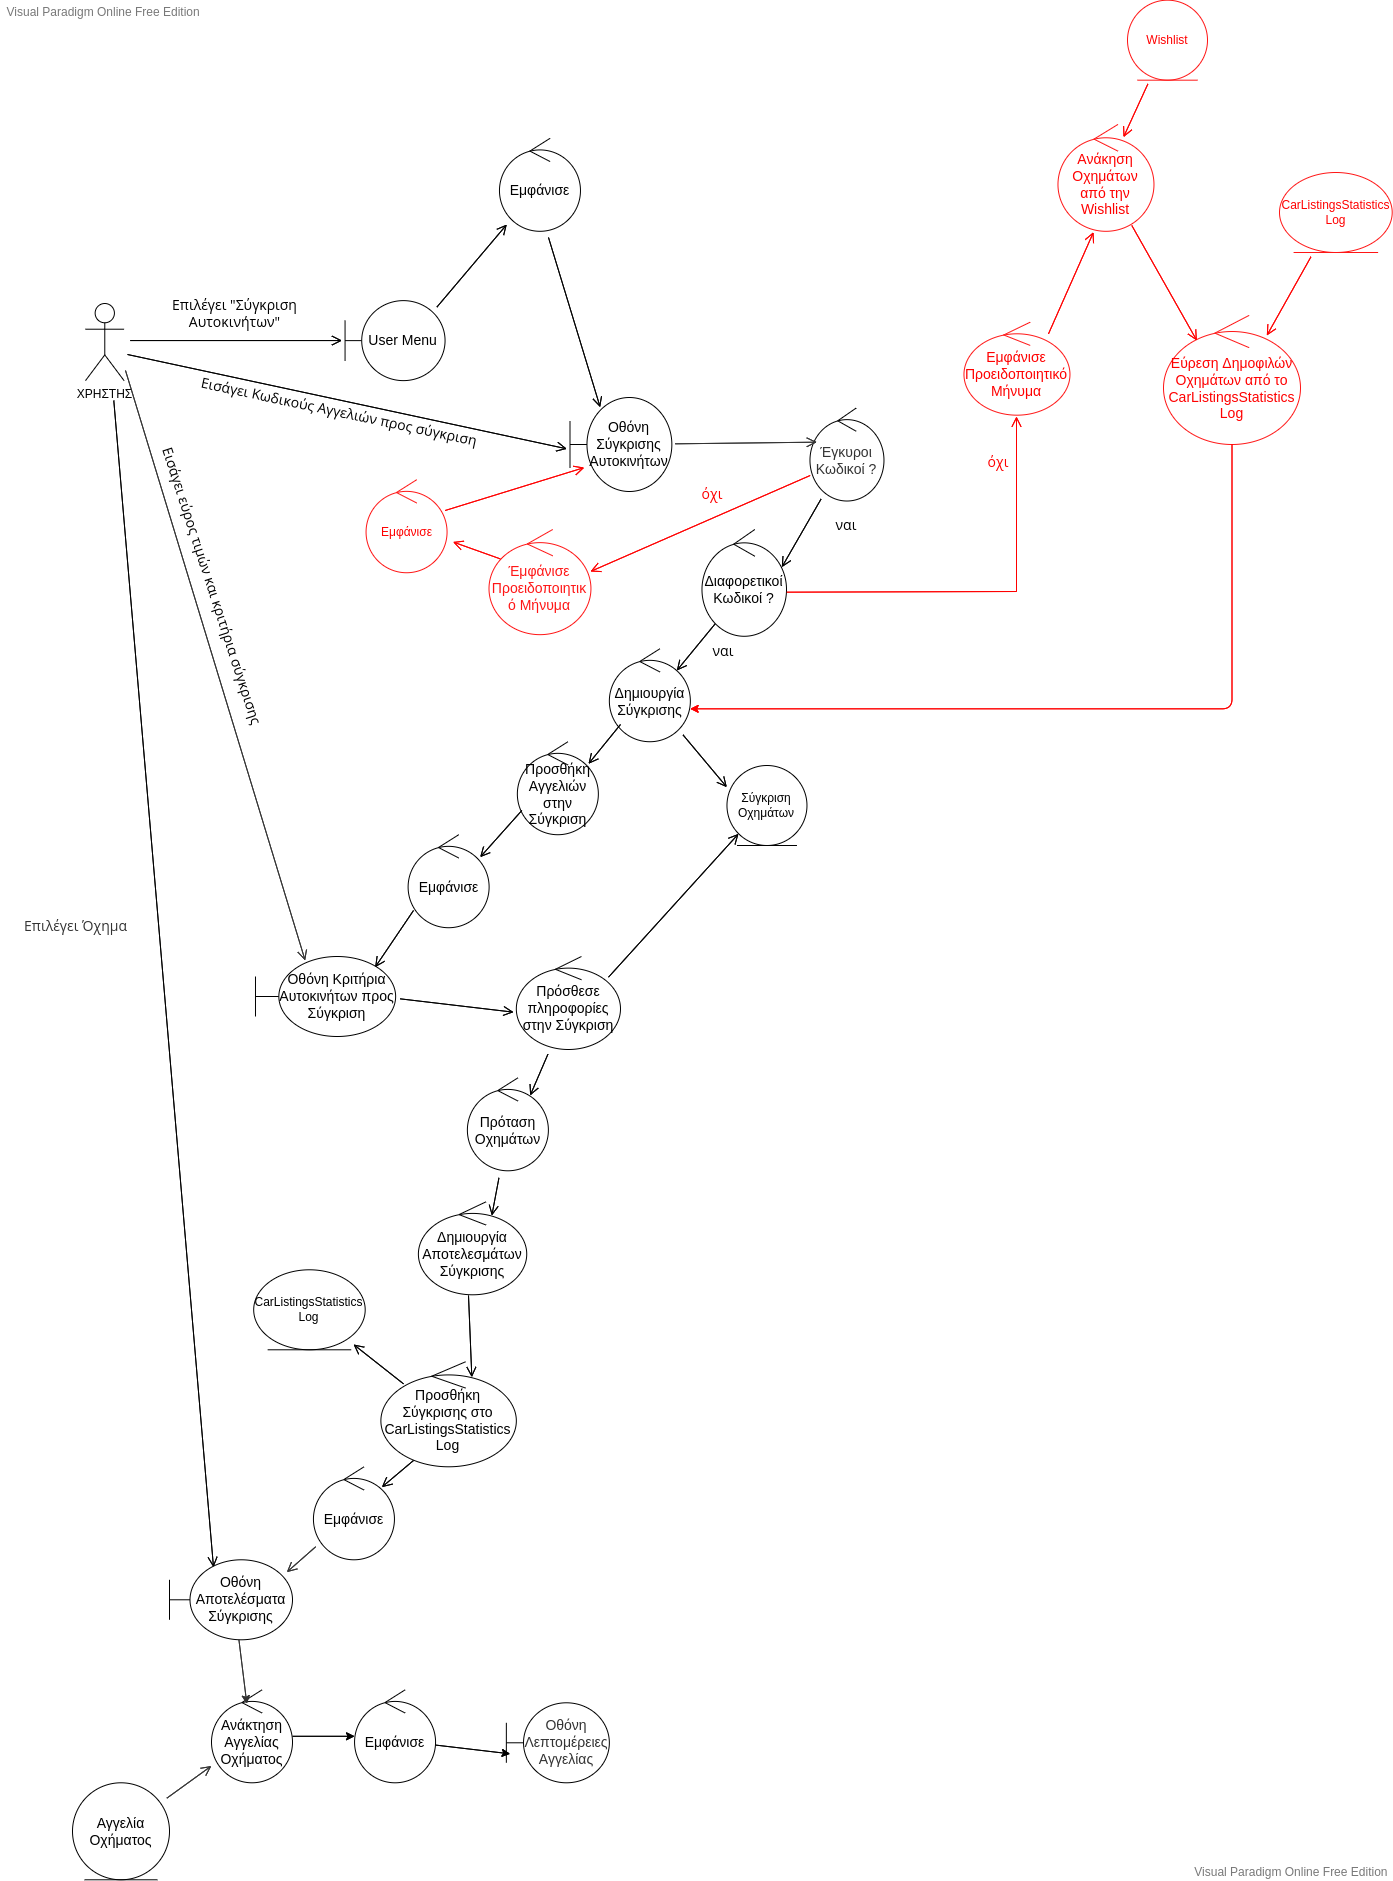 Visual Paradigm Online Free Edition
Wishlist
Ανάκηση
Οχημάτων
από την
Wishlist
CarListingsStatistics
Log
Εμφάνισε
Επιλέγει "Σύγκριση
Αυτοκινήτων"
User Menu
ΧΡΗΣΤΗΣ
Εισάγει Κωδικούς Αγγελιών προς σύγκριση
Εμφάνισε
Προειδοποιητικό
Μήνυμα
Εύρεση Δημοφιλών
Οχημάτων από το
CarListingsStatistics
Log
Οθόνη
Σύγκρισης
Αυτοκινήτων
Έγκυροι
Κωδικοί ?
όχι
όχι
ναι
Εισάγει εύρος τιμών και κριτήρια σύγκρισης
Εμφάνισε
Έμφάνισε
Προειδοποιητικ
ό Μήνυμα
Διαφορετικοί
Κωδικοί ?
ναι
Δημιουργία
Σύγκρισης
Προσθήκη
Αγγελιών
στην
Σύγκριση
Σύγκριση
Οχημάτων
Εμφάνισε
Επιλέγει Όχημα
Οθόνη Κριτήρια
Αυτοκινήτων προς
Σύγκριση
Πρόσθεσε
πληροφορίες
στην Σύγκριση
Πρόταση
Οχημάτων
Δημιουργία
Αποτελεσμάτων
Σύγκρισης
CarListingsStatistics
Log
Προσθήκη
Σύγκρισης στο
CarListingsStatistics
Log
Εμφάνισε
Οθόνη
Αποτελέσματα
Σύγκρισης
Ανάκτηση
Αγγελίας
Οχήματος
Εμφάνισε
Οθόνη
Λεπτομέρειες
Αγγελίας
Αγγελία
Οχήματος
Visual Paradigm Online Free Edition